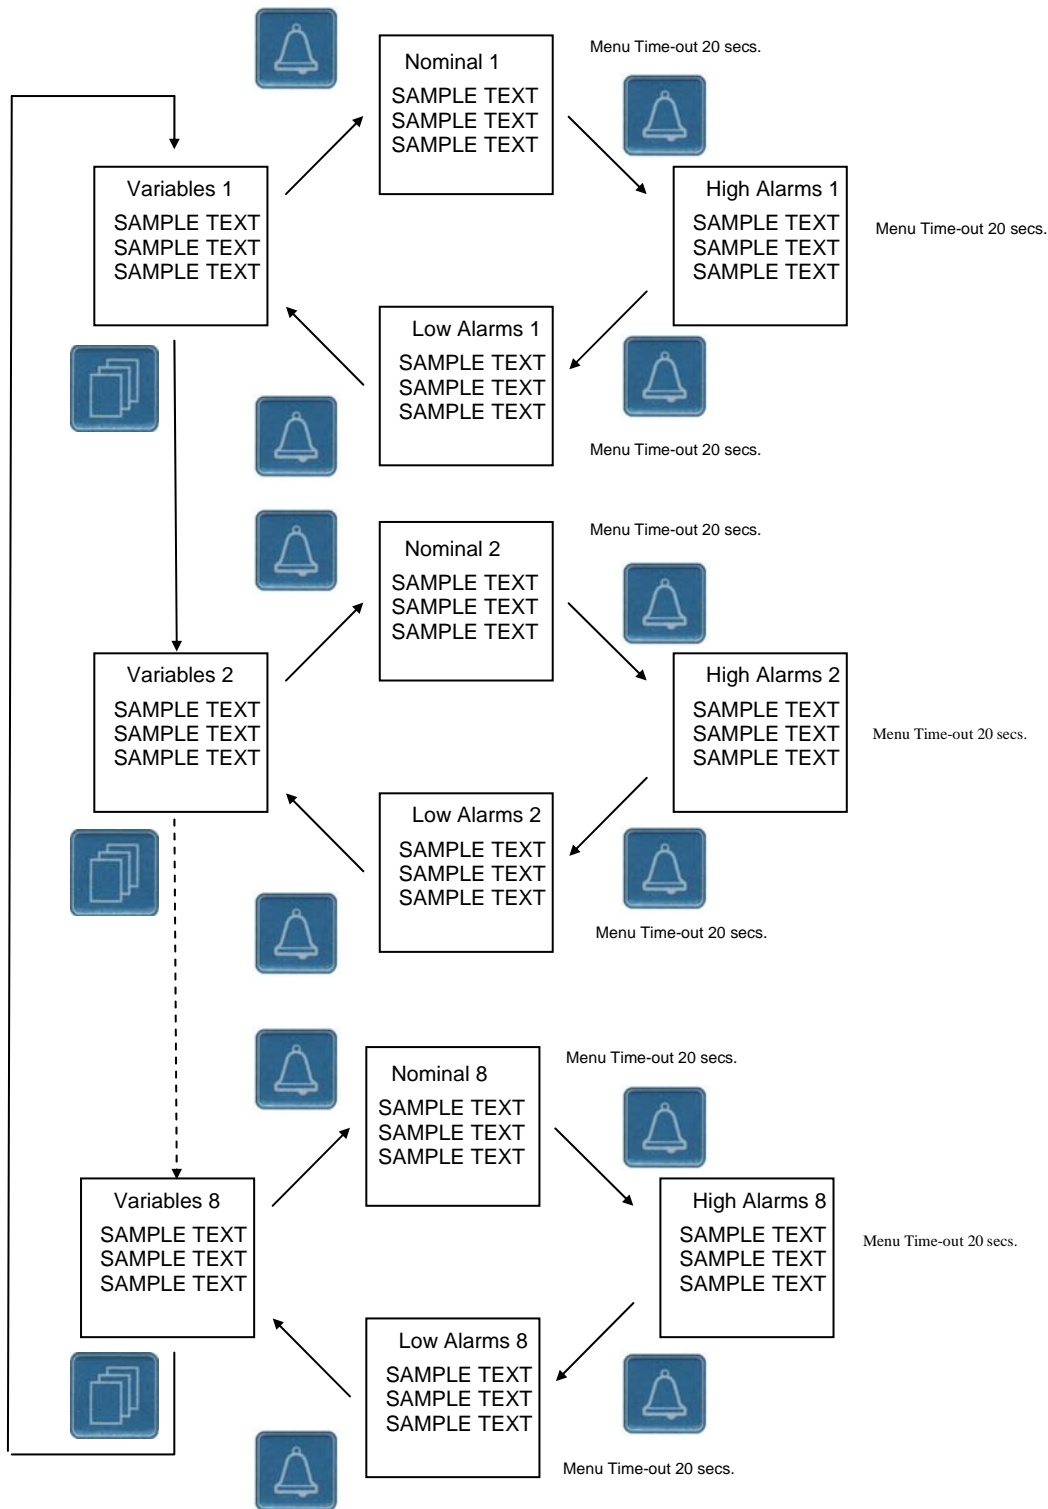 Nominal 1
SAMPLE TEXT
SAMPLE TEXT
SAMPLE TEXT
Menu Time-out 20 secs.
Variables 1
SAMPLE TEXT
SAMPLE TEXT
SAMPLE TEXT
High Alarms 1
SAMPLE TEXT
SAMPLE TEXT
SAMPLE TEXT
Menu Time-out 20 secs.
Low Alarms 1
SAMPLE TEXT
SAMPLE TEXT
SAMPLE TEXT
Menu Time-out 20 secs.
Nominal 2
SAMPLE TEXT
SAMPLE TEXT
SAMPLE TEXT
Menu Time-out 20 secs.
Variables 2
SAMPLE TEXT
SAMPLE TEXT
SAMPLE TEXT
High Alarms 2
SAMPLE TEXT
SAMPLE TEXT
SAMPLE TEXT
Menu Time-out 20 secs.
Low Alarms 2
SAMPLE TEXT
SAMPLE TEXT
SAMPLE TEXT
Menu Time-out 20 secs.
Nominal 8
SAMPLE TEXT
SAMPLE TEXT
SAMPLE TEXT
Menu Time-out 20 secs.
Variables 8
SAMPLE TEXT
SAMPLE TEXT
SAMPLE TEXT
High Alarms 8
SAMPLE TEXT
SAMPLE TEXT
SAMPLE TEXT
Menu Time-out 20 secs.
Low Alarms 8
SAMPLE TEXT
SAMPLE TEXT
SAMPLE TEXT
Menu Time-out 20 secs.